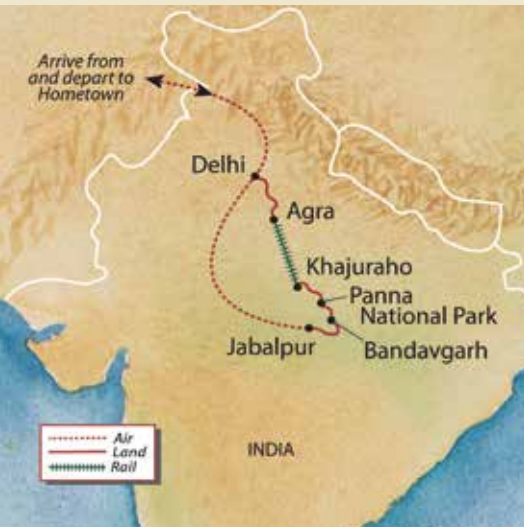 Arrive from
and depart to
Hometown
Delhi
Agra
Khajuraho
Panna
National Park
Jabalpur
Bandavgarh
INDIA
Air
Land
Rail